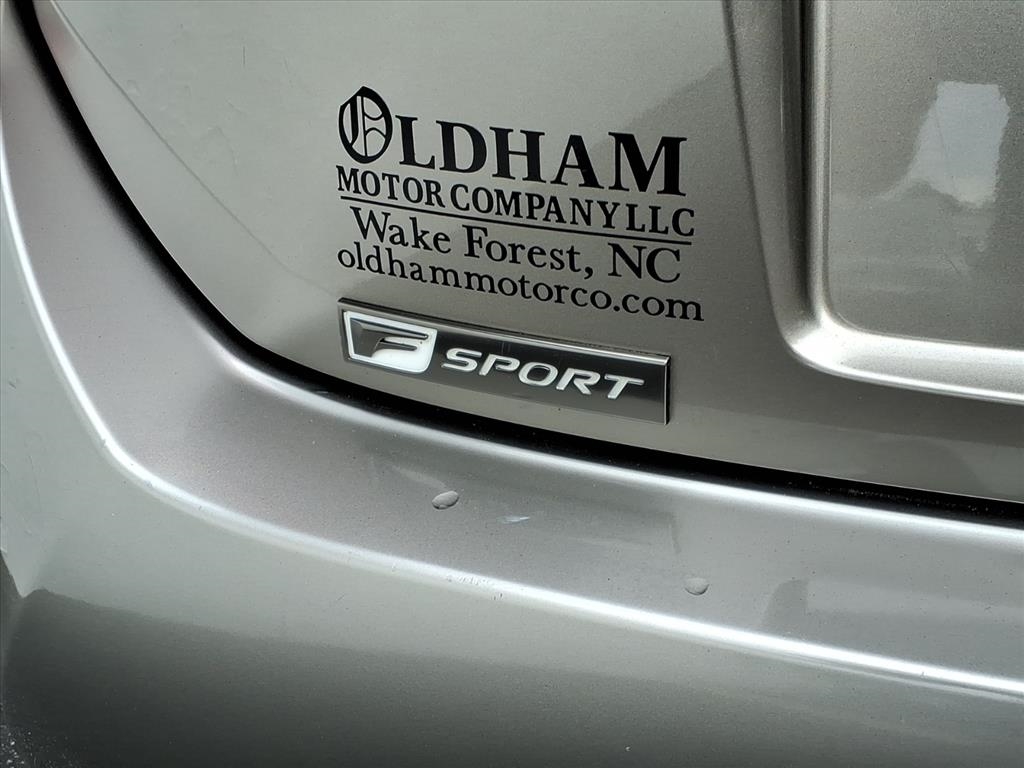 OLDHAM
MOTOR COMPANY LLC
Wake Forest, NC
oldhammotorco.com
F SPORT